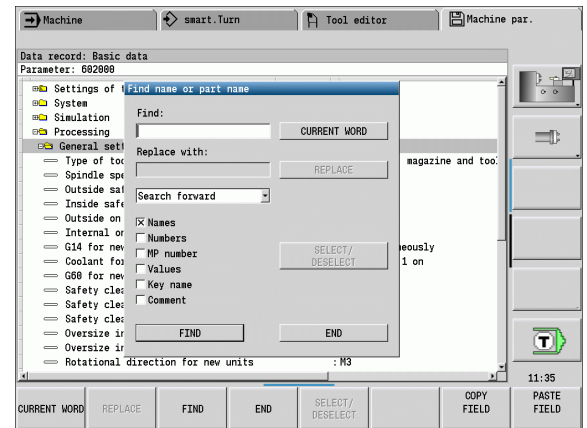 Machine
smart.Turn
Tool editor
Machine par.
Data record: Basic data
Parameter: 602000
Settings of
System
Simulation
Processing
General sett
Type of too
magazine and too
Spindle spe
Outside saf
Inside safe
Outside on
Internal on
G14 for new
eously
Coolant for
1 on
G60 for new
Safety clea
Safety clea
Safety clea
Oversize in
Oversize in
Rotational direction for new units : M3
Find name or part name
Find:
CURRENT WORD
Replace with:
REPLACE
Search forward
Names
Numbers
MP number
Values
Key name
Comment
SELECT/
DESELECT
FIND
END
T
11:35
CURRENT WORD
REPLACE
FIND
END
SELECT/
DESELECT
COPY
FIELD
PASTE
FIELD